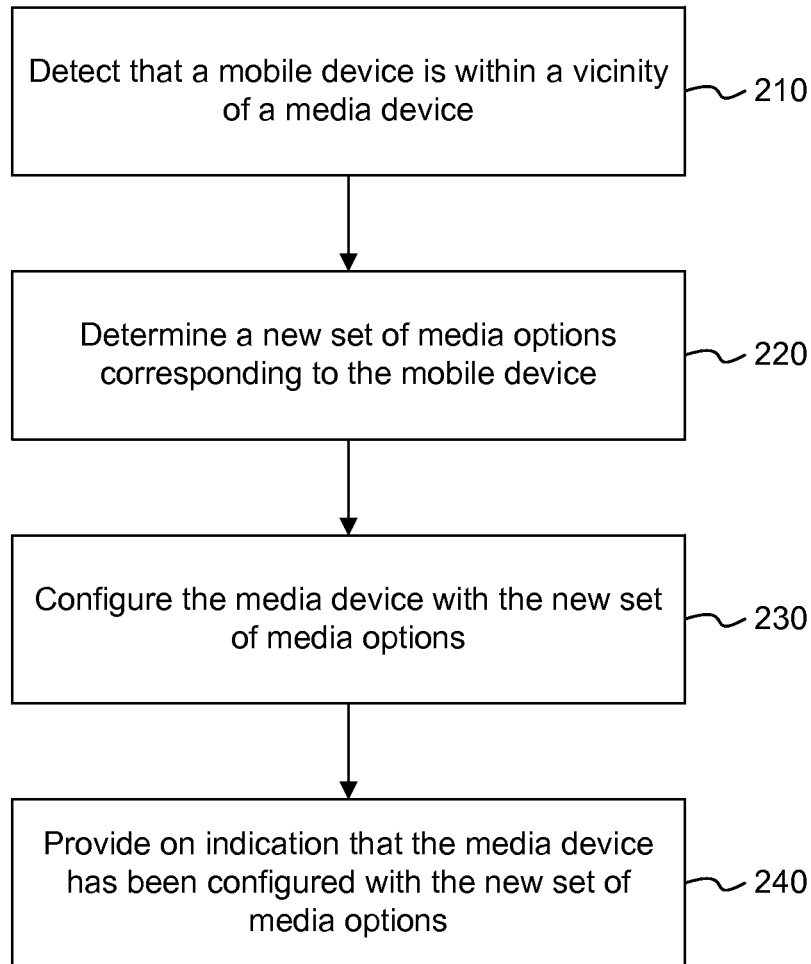 Detect that a mobile device is within a vicinity
of a media device
210
Determine a new set of media options
corresponding to the mobile device
220
Configure the media device with the new set
of media options
230
Provide on indication that the media device
has been configured with the new set of
media options
240